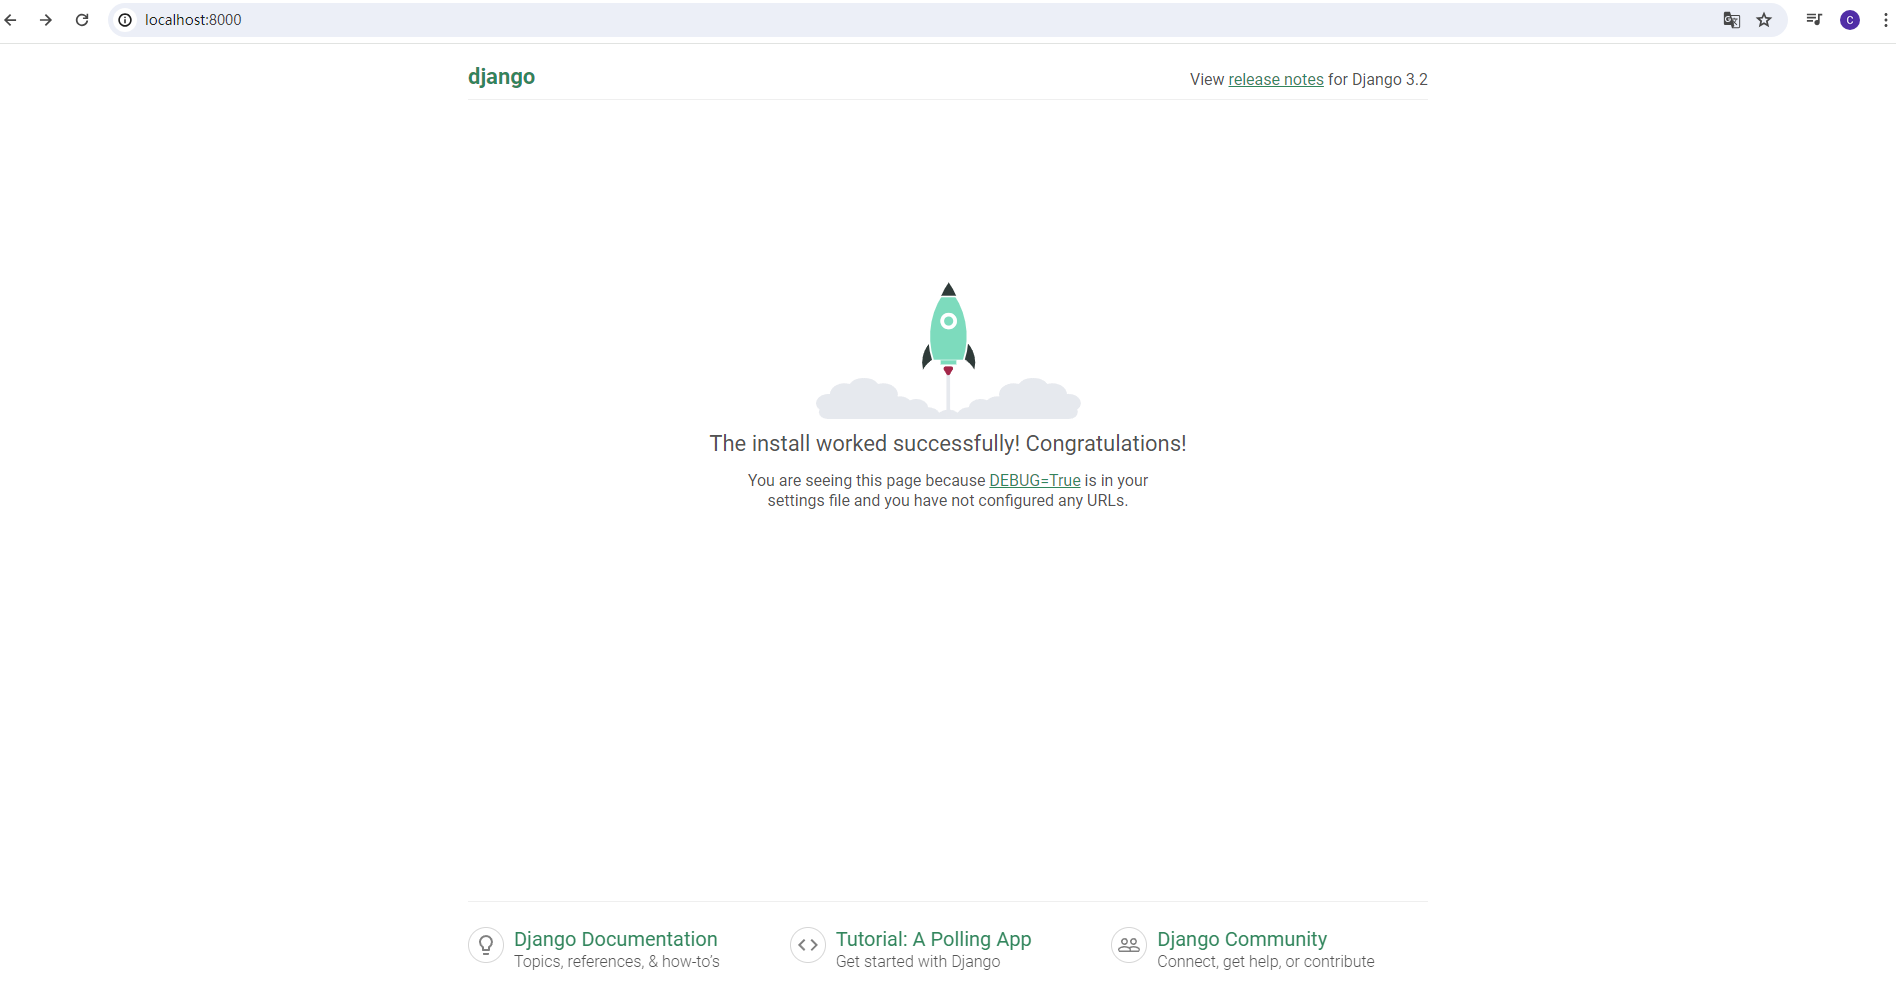 localhost:8000
C
django
View release notes for Django 3.2
The install worked successfully! Congratulations!
You are seeing this page because DEBUG=True is in your
settings file and you have not configured any URLs.
Django Documentation
Topics, references, & how-to’s
Tutorial: A Polling App
Get started with Django
Django Community
Connect, get help, or contribute